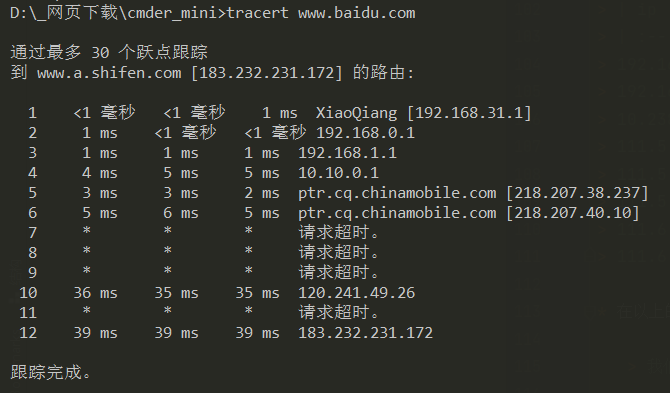 D:\_网页下载\cmder_mini>tracert www.baidu.com
通过最多 30 个跃点跟踪
到 www.a.shifen.com [183.232.231.172] 的路由:
1 <1 毫秒 <1 毫秒 1 ms XiaoQiang [192.168.31.1]
2 1 ms <1 毫秒 <1 毫秒 192.168.0.1
3 1 ms 1 ms 1 ms 192.168.1.1
4 4 ms 5 ms 5 ms 10.10.0.1
5 3 ms 3 ms 2 ms ptr.cq.chinamobile.com [218.207.38.237]
6 5 ms 6 ms 5 ms ptr.cq.chinamobile.com [218.207.40.10]
7 * * * 请求超时。
8 * * * 请求超时。
9 * * * 请求超时。
10 36 ms 35 ms 35 ms 120.241.49.26
11 * * * 请求超时。
12 39 ms 39 ms 39 ms 183.232.231.172
跟踪完成。